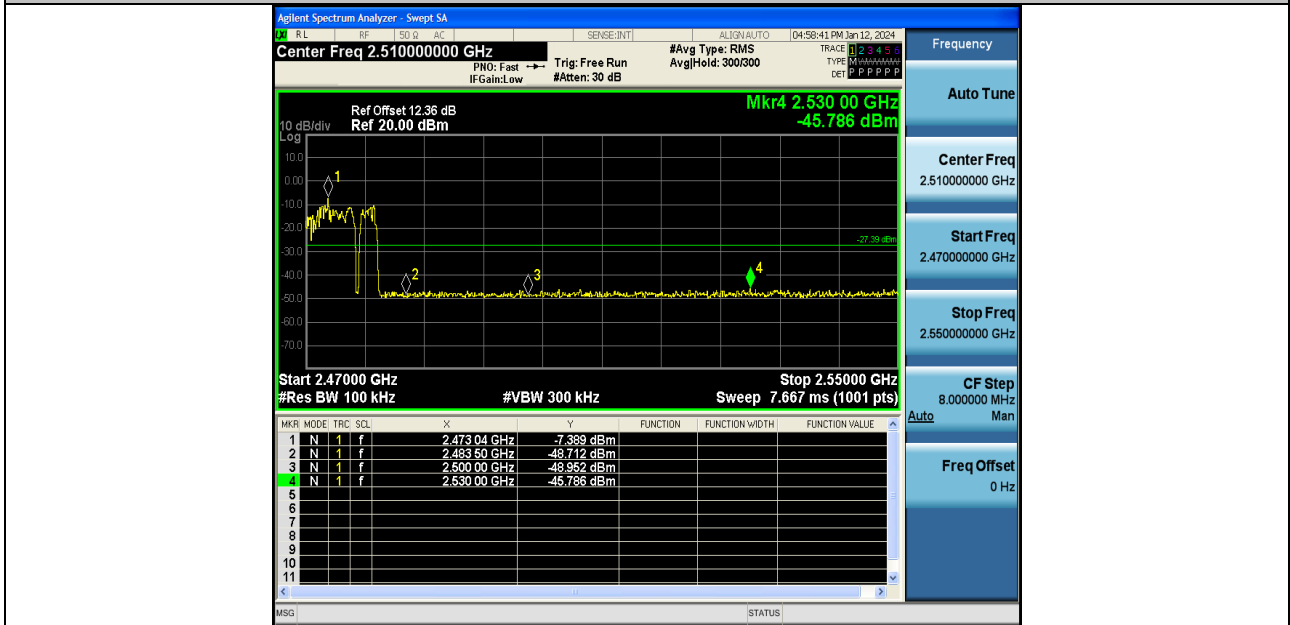 Agilent Spectrum Analyzer - Swept SA
LXI RL RF 50 Ω AC SENSE:INT ALIGN AUTO 04:58:41 PM Jan 12, 2024
Center Freq 2.510000000 GHz
PNO: Fast
IFGain:Low
Trig: Free Run
#Atten: 30 dB
#Avg Type: RMS
Avg|Hold: 300/300
TRACE 1 2 3 4 5 6
TYPE M WWWWW
DET P P P P P P
Mkr4 2.530 00 GHz
-45.786 dBm
Ref Offset 12.36 dB
10 dB/div Ref 20.00 dBm
Log
10.0
0.00
-10.0
-20.0
-30.0
-40.0
-50.0
-60.0
-70.0
1
2
3
4
-27.39 dBm
Start 2.47000 GHz Stop 2.55000 GHz
#Res BW 100 kHz #VBW 300 kHz Sweep 7.667 ms (1001 pts)
MKR MODE TRC SCL X Y FUNCTION FUNCTION WIDTH FUNCTION VALUE
1 N 1 f 2.473 04 GHz -7.389 dBm
2 N 1 f 2.483 50 GHz -48.712 dBm
3 N 1 f 2.500 00 GHz -48.952 dBm
4 N 1 f 2.530 00 GHz -45.786 dBm
5
6
7
8
9
10
11
MSG STATUS
Frequency
Auto Tune
Center Freq
2.510000000 GHz
Start Freq
2.470000000 GHz
Stop Freq
2.550000000 GHz
CF Step
8.000000 MHz
Auto Man
Freq Offset
0 Hz